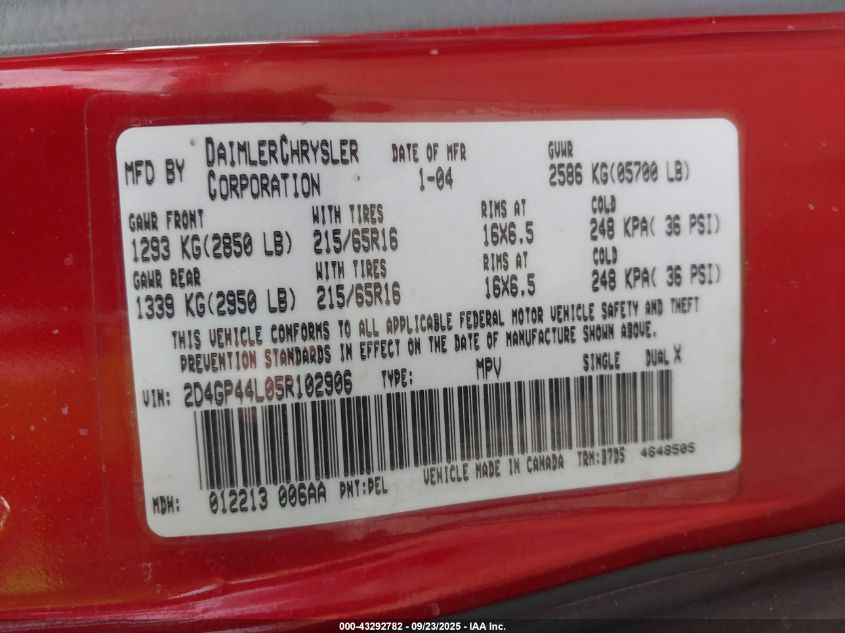 MFD BY DAIMLERCHRYSLER CORPORATION DATE OF MFR 1-04 GVWR 2586 KG(05700 LB)
GAWR FRONT WITH TIRES RIMS AT COLD
1293 KG(2850 LB) 215/65R16 16X6.5 248 KPA( 36 PSI)
GAWR REAR WITH TIRES RIMS AT COLD
1339 KG(2950 LB) 215/65R16 16X6.5 248 KPA( 36 PSI)
THIS VEHICLE CONFORMS TO ALL APPLICABLE FEDERAL MOTOR VEHICLE SAFETY AND THEFT
PREVENTION STANDARDS IN EFFECT ON THE DATE OF MANUFACTURE SHOWN ABOVE.
VIN: 2D4GP44L05R102906 TYPE: MPV SINGLE DUAL X
MDH: 012213 006AA PNT:PEL VEHICLE MADE IN CANADA TRM:B7D5 4648505
000-43292782 - 09/23/2025 - IAA Inc.